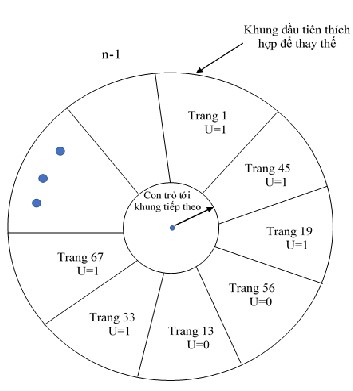 Khung đầu tiên thích
hợp để thay thế
n-1
Trang 1
U=1
Trang 45
U=1
Con trỏ tới
khung tiếp theo
Trang 19
U=1
Trang 67
U=1
Trang 56
U=0
Trang 33
U=1
Trang 13
U=0